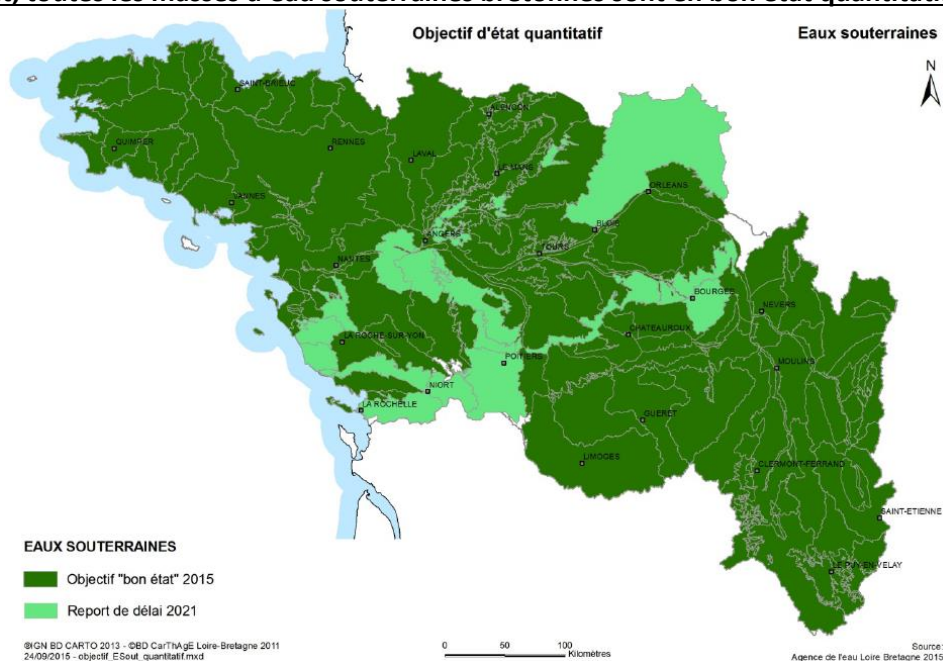 toutes les masses d'eau souterraines bretonnes sont en bon état quantitati
Objectif d'état quantitatif
Eaux souterraines
N
SAINT-BRIEUC
ALENCON
QUIMPER
RENNES
LAVAL
LE MANS
ORLEANS
VANNES
BLOIS
ANGERS
TOURS
NANTES
BOURGES
NEVERS
LA ROCHE-SUR-YON
CHATEAUROUX
POITIERS
MOULINS
NIORT
LA ROCHELLE
GUERET
LIMOGES
CLERMONT-FERRAND
SAINT-ETIENNE
LE PUY-EN-VELAY
EAUX SOUTERRAINES
Objectif "bon état" 2015
Report de délai 2021
©IGN BD CARTO 2013 - ©BD CarThAgE Loire-Bretagne 2011
24/09/2015 - objectif_ESout_quantitatif.mxd
0 50 100
Kilomètres
Source:
Agence de l'eau Loire Bretagne 2015